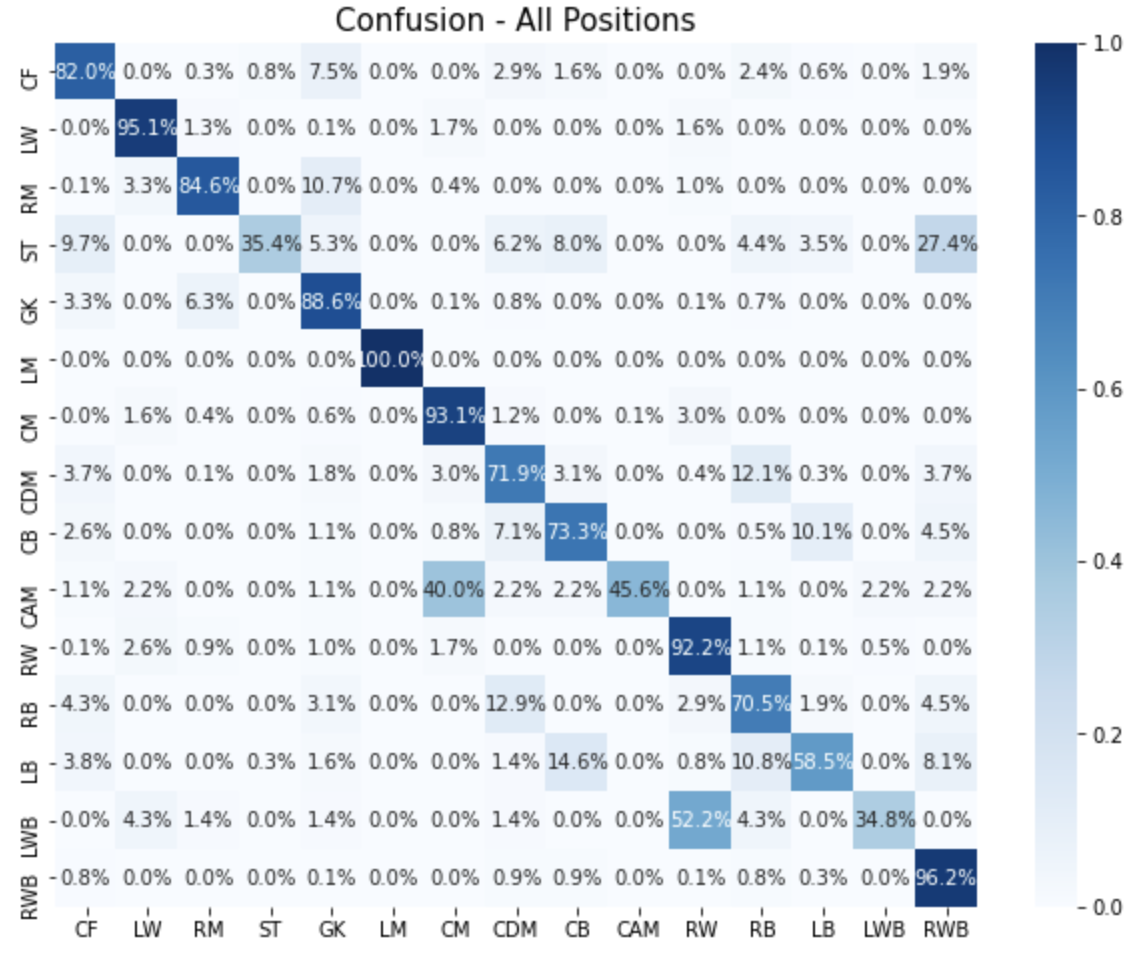 Confusion - All Positions
CF 82.0% 0.0% 0.3% 0.8% 7.5% 0.0% 0.0% 2.9% 1.6% 0.0% 0.0% 2.4% 0.6% 0.0% 1.9%
LW 0.0% 95.1% 1.3% 0.0% 0.1% 0.0% 1.7% 0.0% 0.0% 0.0% 1.6% 0.0% 0.0% 0.0% 0.0%
RM 0.1% 3.3% 84.6% 0.0% 10.7% 0.0% 0.4% 0.0% 0.0% 0.0% 1.0% 0.0% 0.0% 0.0% 0.0%
ST 9.7% 0.0% 0.0% 35.4% 5.3% 0.0% 0.0% 6.2% 8.0% 0.0% 0.0% 4.4% 3.5% 0.0% 27.4%
GK 3.3% 0.0% 6.3% 0.0% 88.6% 0.0% 0.1% 0.8% 0.0% 0.0% 0.1% 0.7% 0.0% 0.0% 0.0%
LM 0.0% 0.0% 0.0% 0.0% 0.0% 100.0% 0.0% 0.0% 0.0% 0.0% 0.0% 0.0% 0.0% 0.0% 0.0%
CM 0.0% 1.6% 0.4% 0.0% 0.6% 0.0% 93.1% 1.2% 0.0% 0.1% 3.0% 0.0% 0.0% 0.0% 0.0%
CDM 3.7% 0.0% 0.1% 0.0% 1.8% 0.0% 3.0% 71.9% 3.1% 0.0% 0.4% 12.1% 0.3% 0.0% 3.7%
CB 2.6% 0.0% 0.0% 0.0% 1.1% 0.0% 0.8% 7.1% 73.3% 0.0% 0.0% 0.5% 10.1% 0.0% 4.5%
CAM 1.1% 2.2% 0.0% 0.0% 1.1% 0.0% 40.0% 2.2% 2.2% 45.6% 0.0% 1.1% 0.0% 2.2% 2.2%
RW 0.1% 2.6% 0.9% 0.0% 1.0% 0.0% 1.7% 0.0% 0.0% 0.0% 92.2% 1.1% 0.1% 0.5% 0.0%
RB 4.3% 0.0% 0.0% 0.0% 3.1% 0.0% 0.0% 12.9% 0.0% 0.0% 2.9% 70.5% 1.9% 0.0% 4.5%
LB 3.8% 0.0% 0.0% 0.3% 1.6% 0.0% 0.0% 1.4% 14.6% 0.0% 0.8% 10.8% 58.5% 0.0% 8.1%
LWB 0.0% 4.3% 1.4% 0.0% 1.4% 0.0% 0.0% 1.4% 0.0% 0.0% 52.2% 4.3% 0.0% 34.8% 0.0%
RWB 0.8% 0.0% 0.0% 0.0% 0.1% 0.0% 0.0% 0.9% 0.9% 0.0% 0.1% 0.8% 0.3% 0.0% 96.2%
CF LW RM ST GK LM CM CDM CB CAM RW RB LB LWB RWB
1.0
0.8
0.6
0.4
0.2
0.0